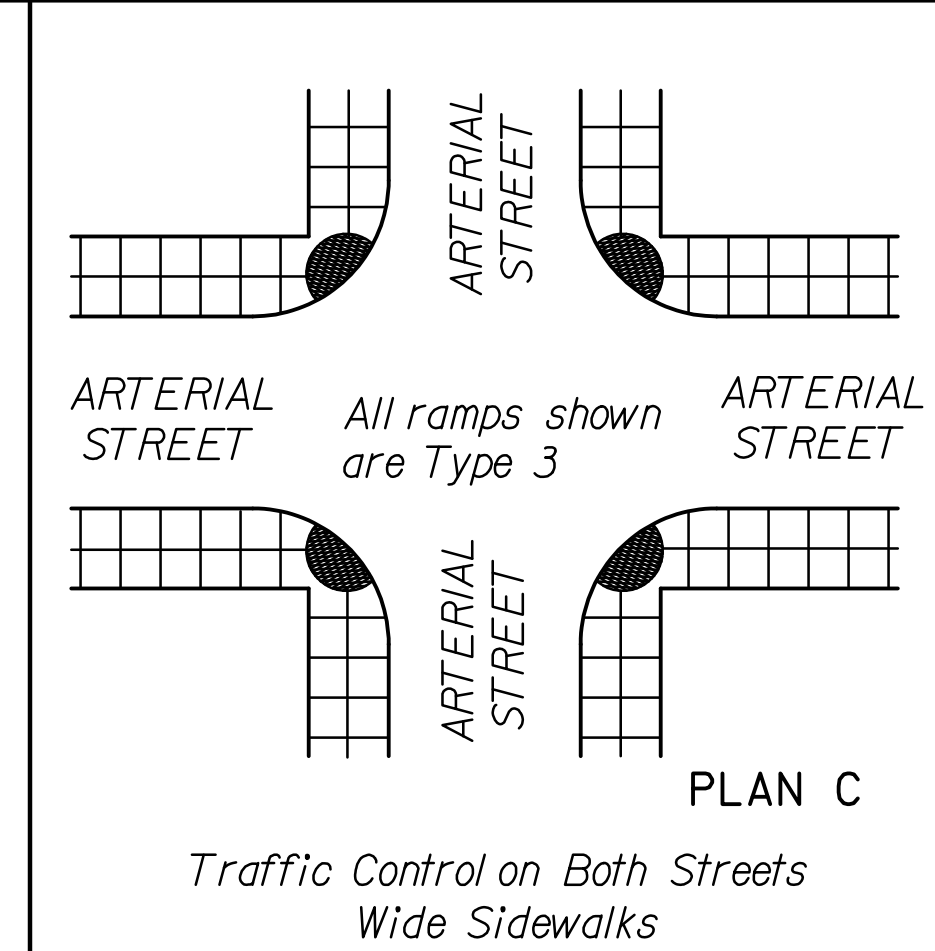 ARTERIAL
STREET
ARTERIAL
STREET
All ramps shown
are Type 3
ARTERIAL
STREET
ARTERIAL
STREET
PLAN C
Traffic Control on Both Streets
Wide Sidewalks